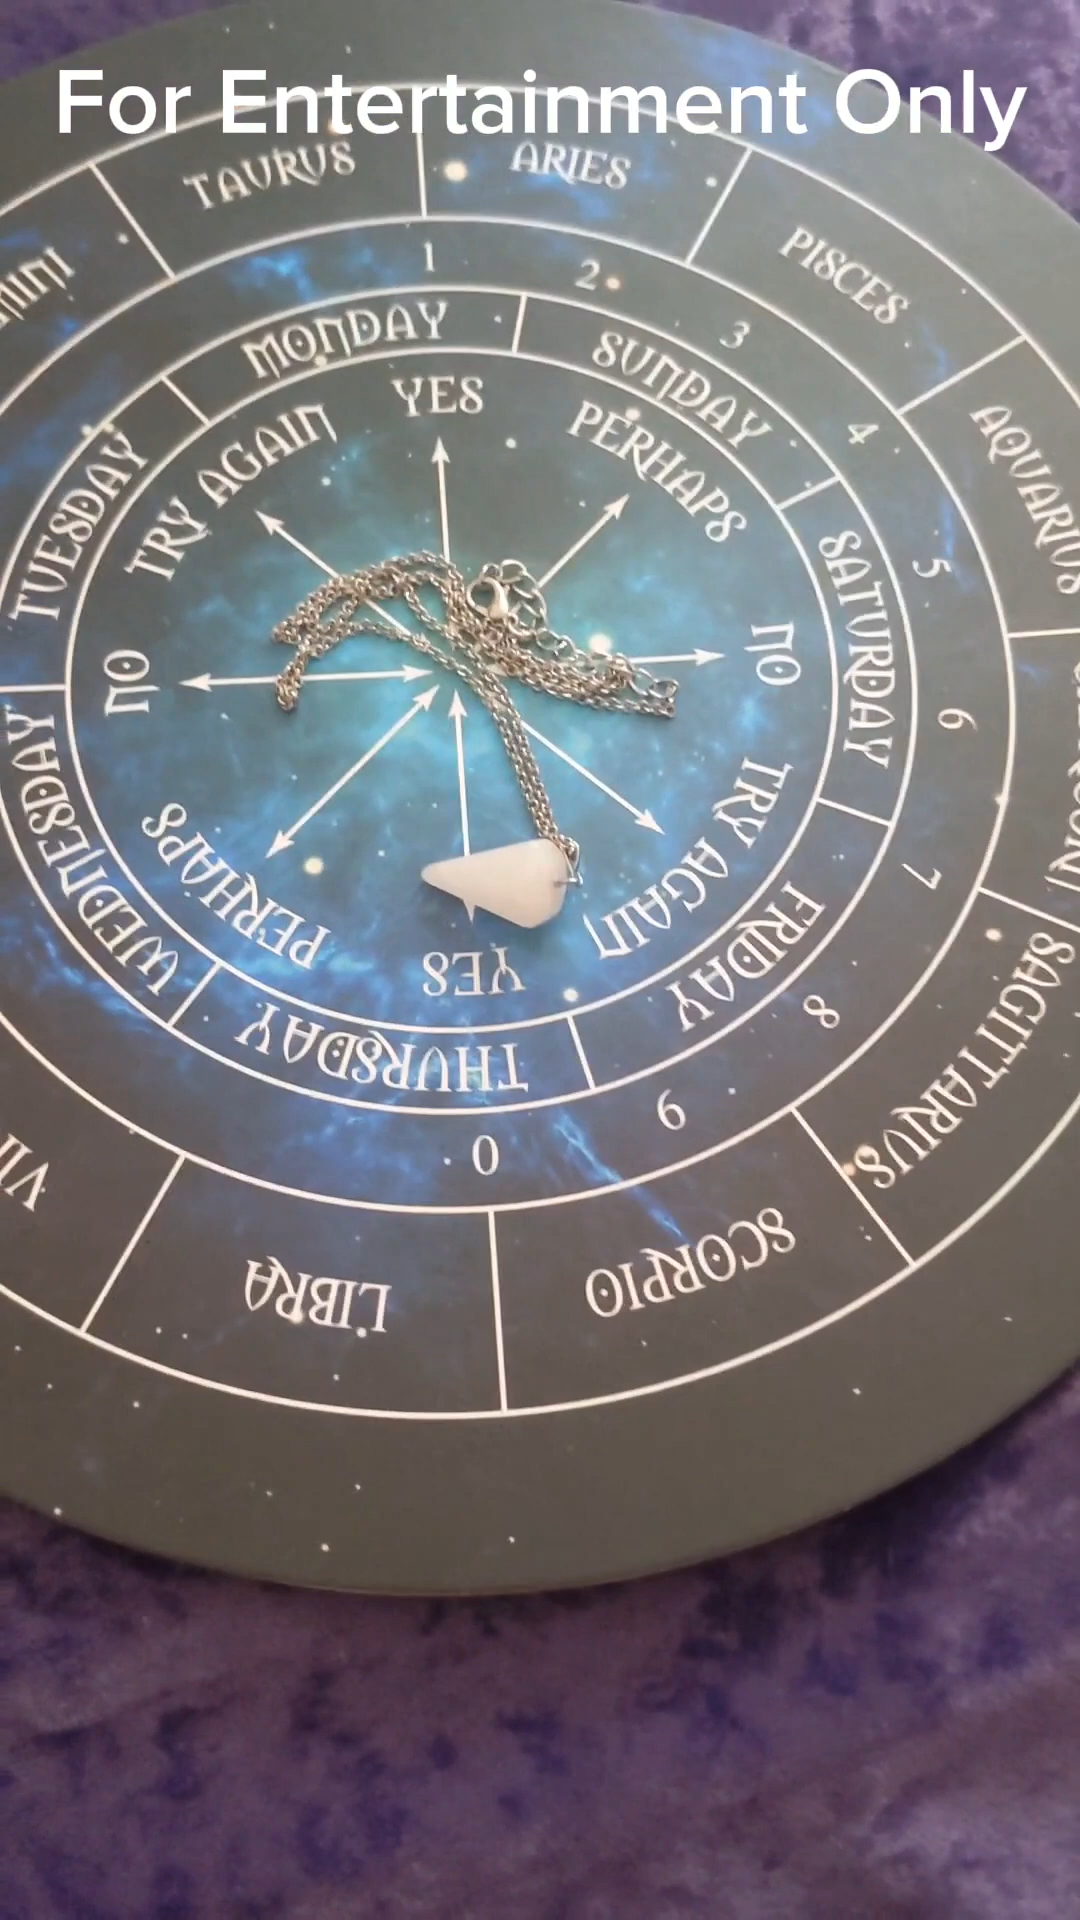 For Entertainment Only
TAURUS
ARIES
PISCES
AQUARIUS
SAGITTARIUS
SCORPIO
LIBRA
1
2
3
4
5
6
7
8
9
0
MONDAY
SUNDAY
SATURDAY
FRIDAY
THURSDAY
WEDNESDAY
TUESDAY
YES
PERHAPS
NO
TRY AGAIN
YES
PERHAPS
NO
TRY AGAIN